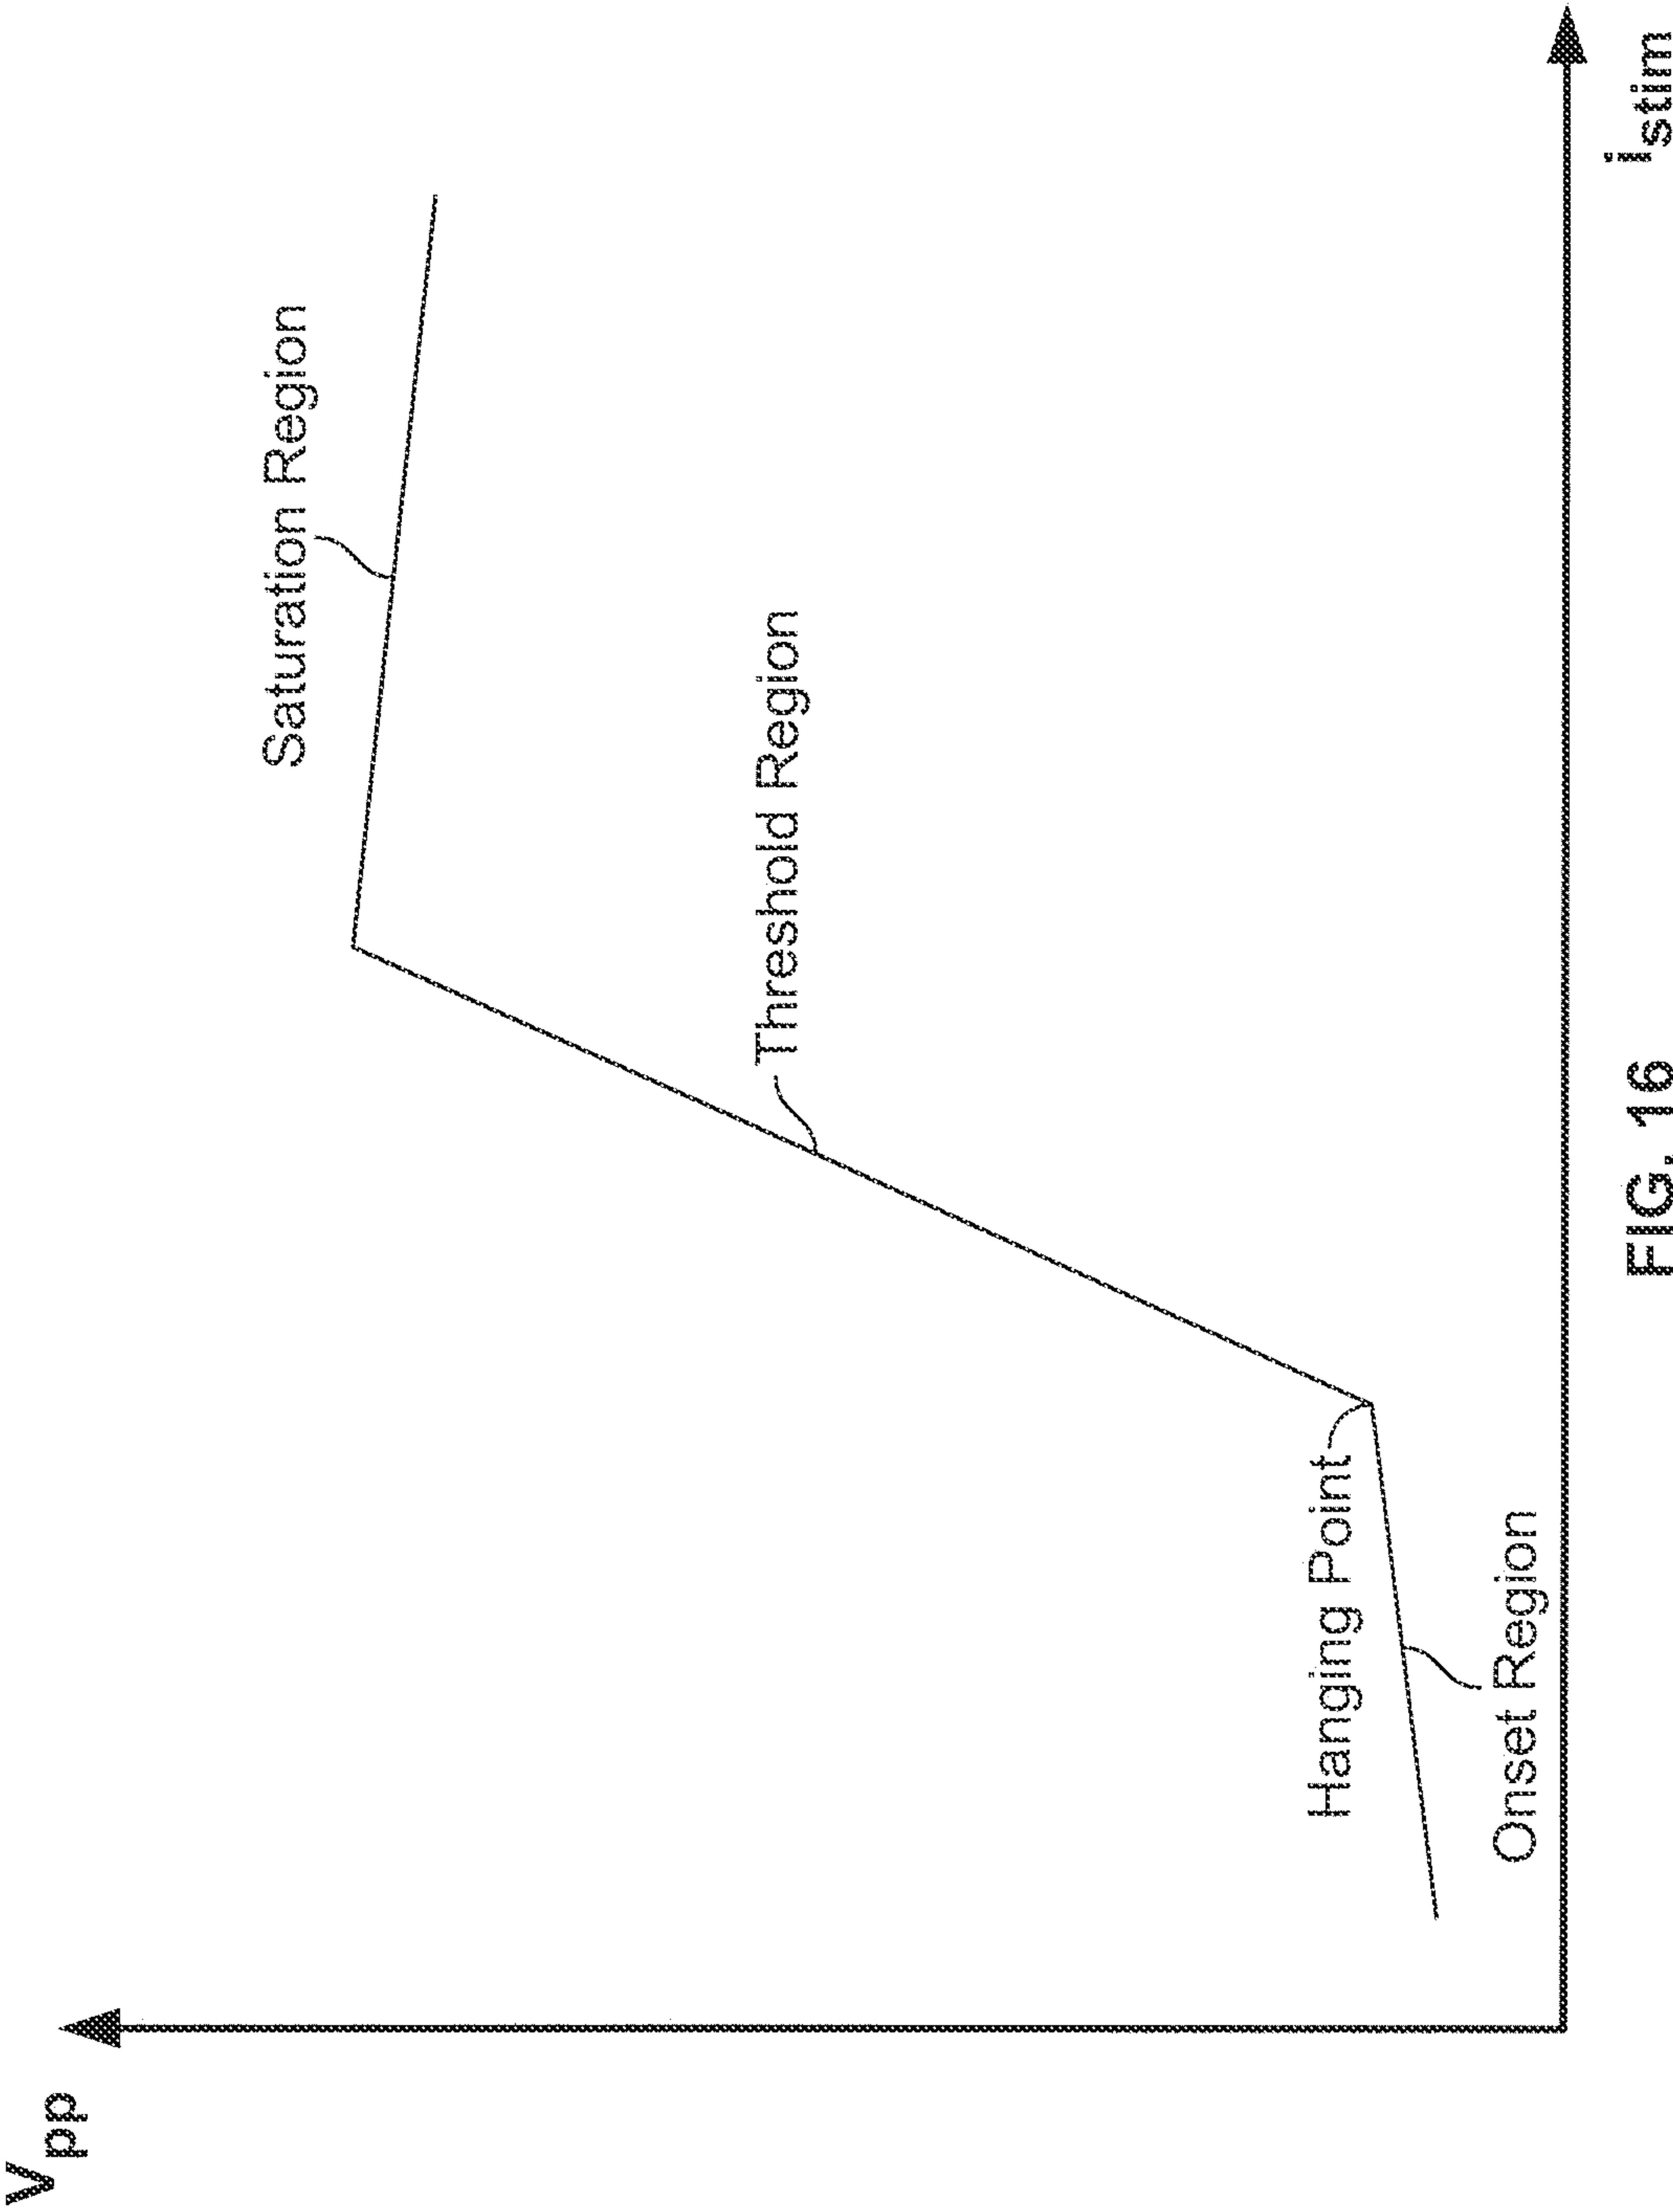 Vpp
Saturation Region
Threshold Region
Hanging Point
Onset Region
istim
FIG. 16